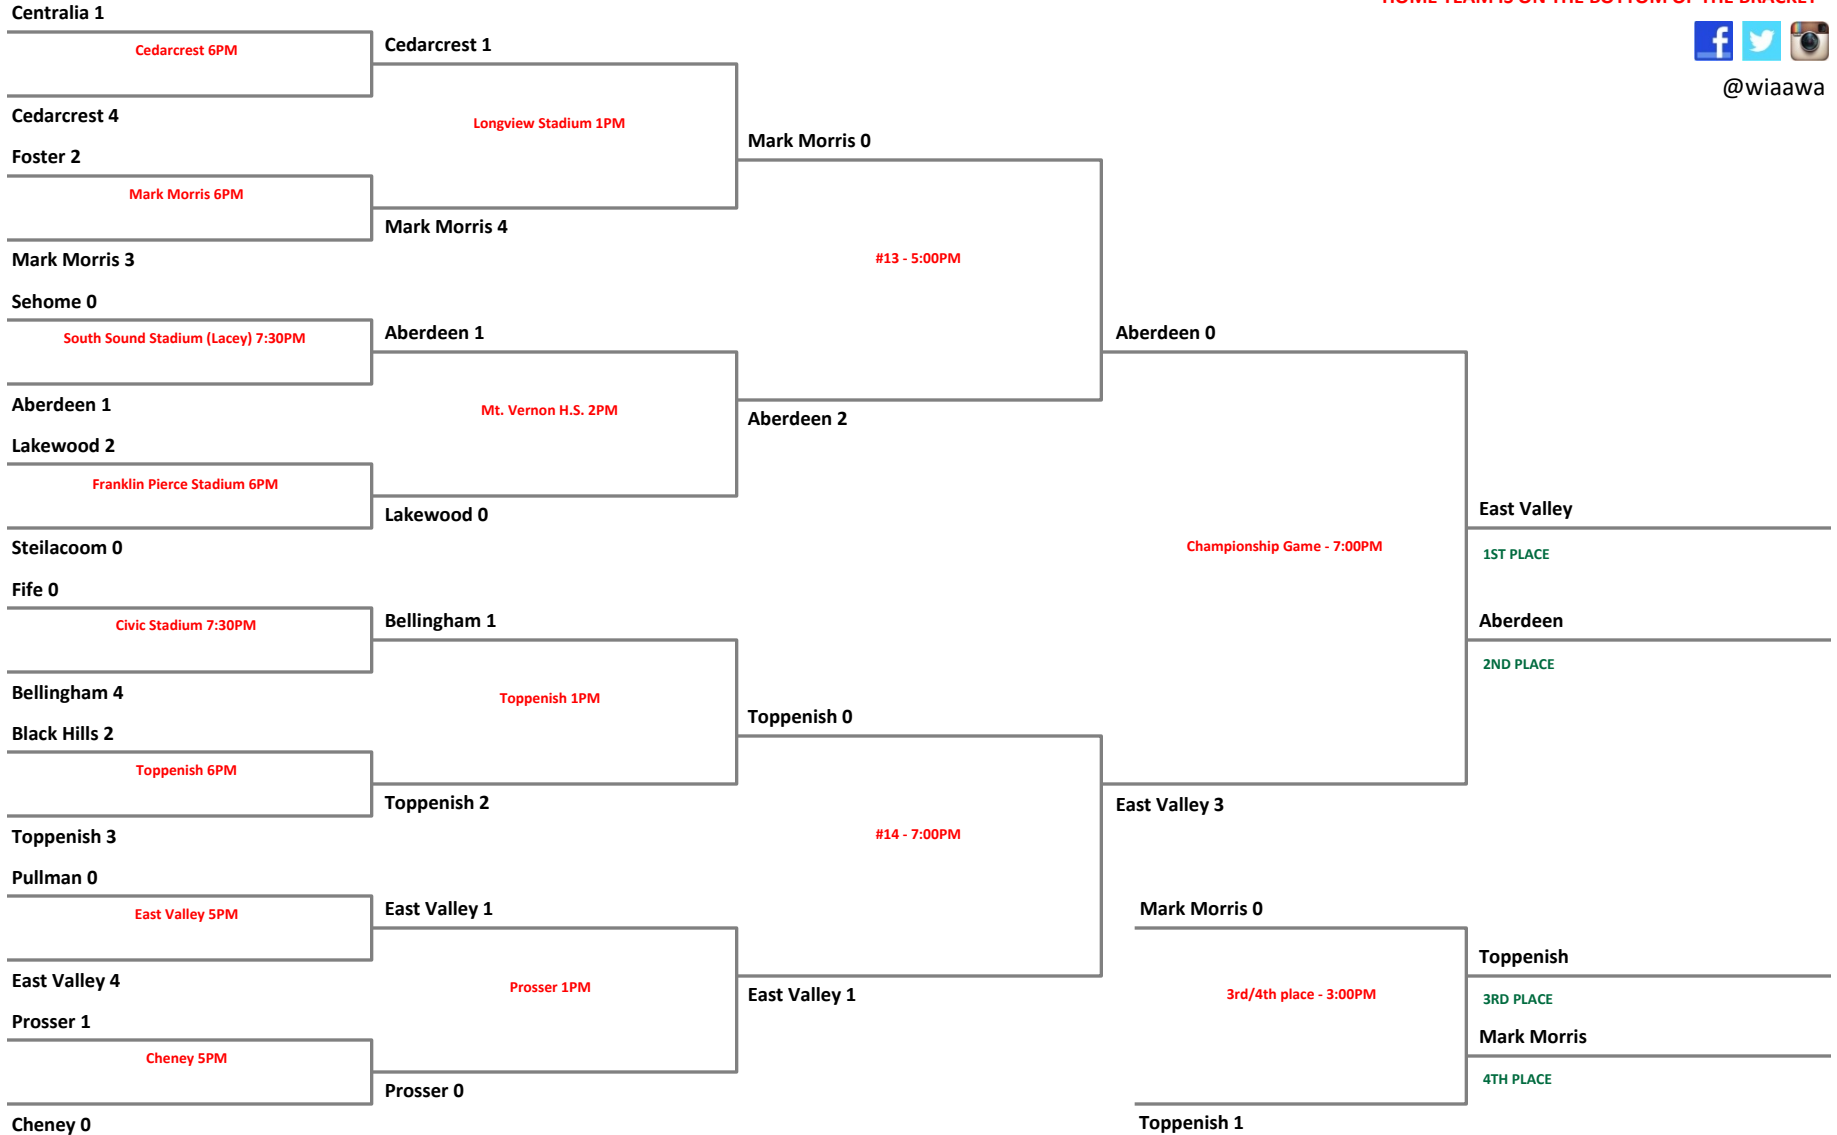 HOME TEAM IS ON THE BOTTOM OF THE BRACKET
@wiaawa
Centralia 1
Cedarcrest 6PM
Cedarcrest 4
Foster 2
Mark Morris 6PM
Mark Morris 3
Sehome 0
South Sound Stadium (Lacey) 7:30PM
Aberdeen 1
Lakewood 2
Franklin Pierce Stadium 6PM
Steilacoom 0
Fife 0
Civic Stadium 7:30PM
Bellingham 4
Black Hills 2
Toppenish 6PM
Toppenish 3
Pullman 0
East Valley 5PM
East Valley 4
Prosser 1
Cheney 5PM
Cheney 0
Cedarcrest 1
Longview Stadium 1PM
Mark Morris 4
Aberdeen 1
Mt. Vernon H.S. 2PM
Lakewood 0
Bellingham 1
Toppenish 1PM
Toppenish 2
East Valley 1
Prosser 1PM
Prosser 0
Mark Morris 0
#13 - 5:00PM
Aberdeen 2
Toppenish 0
#14 - 7:00PM
East Valley 1
Aberdeen 0
Championship Game - 7:00PM
East Valley 3
Mark Morris 0
3rd/4th place - 3:00PM
Toppenish 1
East Valley
1ST PLACE
Aberdeen
2ND PLACE
Toppenish
3RD PLACE
Mark Morris
4TH PLACE